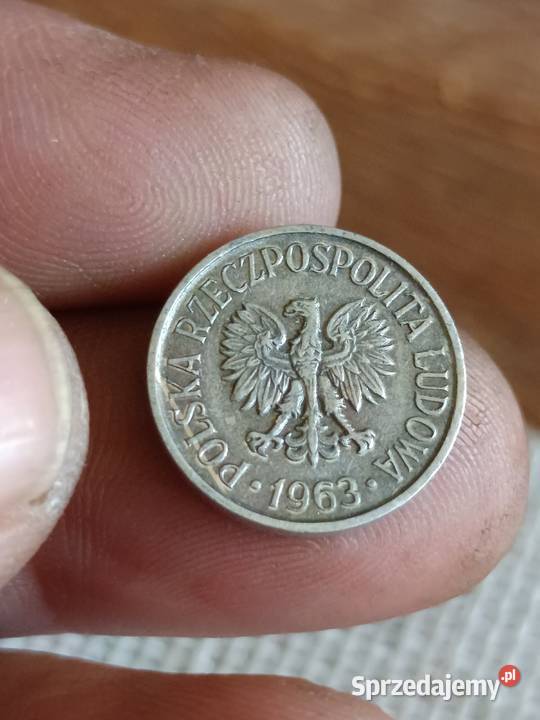 POLSKA RZECZPOSPOLITA LUDOWA
· 1963 ·
Sprzedajemy.pl